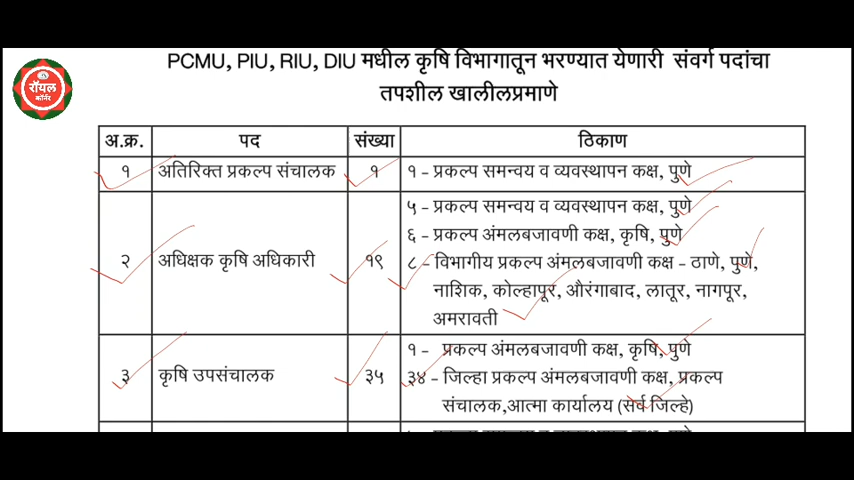 PCMU, PIU, RIU, DIU मधील कृषि विभागातून भरण्यात येणारी संवर्ग पदांचा
तपशील खालीलप्रमाणे
रॉयल
कॉर्नर
अ.क्र. पद संख्या ठिकाण
१ अतिरिक्त प्रकल्प संचालक १ १ - प्रकल्प समन्वय व व्यवस्थापन कक्ष, पुणे
५ - प्रकल्प समन्वय व व्यवस्थापन कक्ष, पुणे
६ - प्रकल्प अंमलबजावणी कक्ष, कृषि, पुणे
२ अधिक्षक कृषि अधिकारी १९ ८ - विभागीय प्रकल्प अंमलबजावणी कक्ष - ठाणे, पुणे,
नाशिक, कोल्हापूर, औरंगाबाद, लातूर, नागपूर,
अमरावती
१ - प्रकल्प अंमलबजावणी कक्ष, कृषि, पुणे
३ कृषि उपसंचालक ३५ ३४ - जिल्हा प्रकल्प अंमलबजावणी कक्ष, प्रकल्प
संचालक,आत्मा कार्यालय (सर्व जिल्हे)